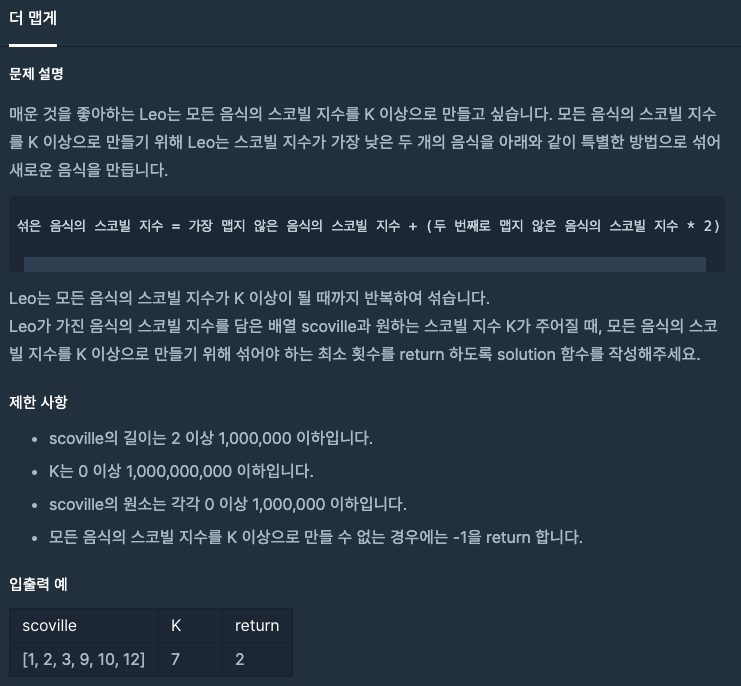 더 맵게
문제 설명
매운 것을 좋아하는 Leo는 모든 음식의 스코빌 지수를 K 이상으로 만들고 싶습니다. 모든 음식의 스코빌 지수
를 K 이상으로 만들기 위해 Leo는 스코빌 지수가 가장 낮은 두 개의 음식을 아래와 같이 특별한 방법으로 섞어
새로운 음식을 만듭니다.
섞은 음식의 스코빌 지수 = 가장 맵지 않은 음식의 스코빌 지수 + (두 번째로 맵지 않은 음식의 스코빌 지수 * 2)
Leo는 모든 음식의 스코빌 지수가 K 이상이 될 때까지 반복하여 섞습니다.
Leo가 가진 음식의 스코빌 지수를 담은 배열 scoville과 원하는 스코빌 지수 K가 주어질 때, 모든 음식의 스코
빌 지수를 K 이상으로 만들기 위해 섞어야 하는 최소 횟수를 return 하도록 solution 함수를 작성해주세요.
제한 사항
• scoville의 길이는 2 이상 1,000,000 이하입니다.
• K는 0 이상 1,000,000,000 이하입니다.
• scoville의 원소는 각각 0 이상 1,000,000 이하입니다.
• 모든 음식의 스코빌 지수를 K 이상으로 만들 수 없는 경우에는 -1을 return 합니다.
입출력 예
scoville K return
[1, 2, 3, 9, 10, 12] 7 2